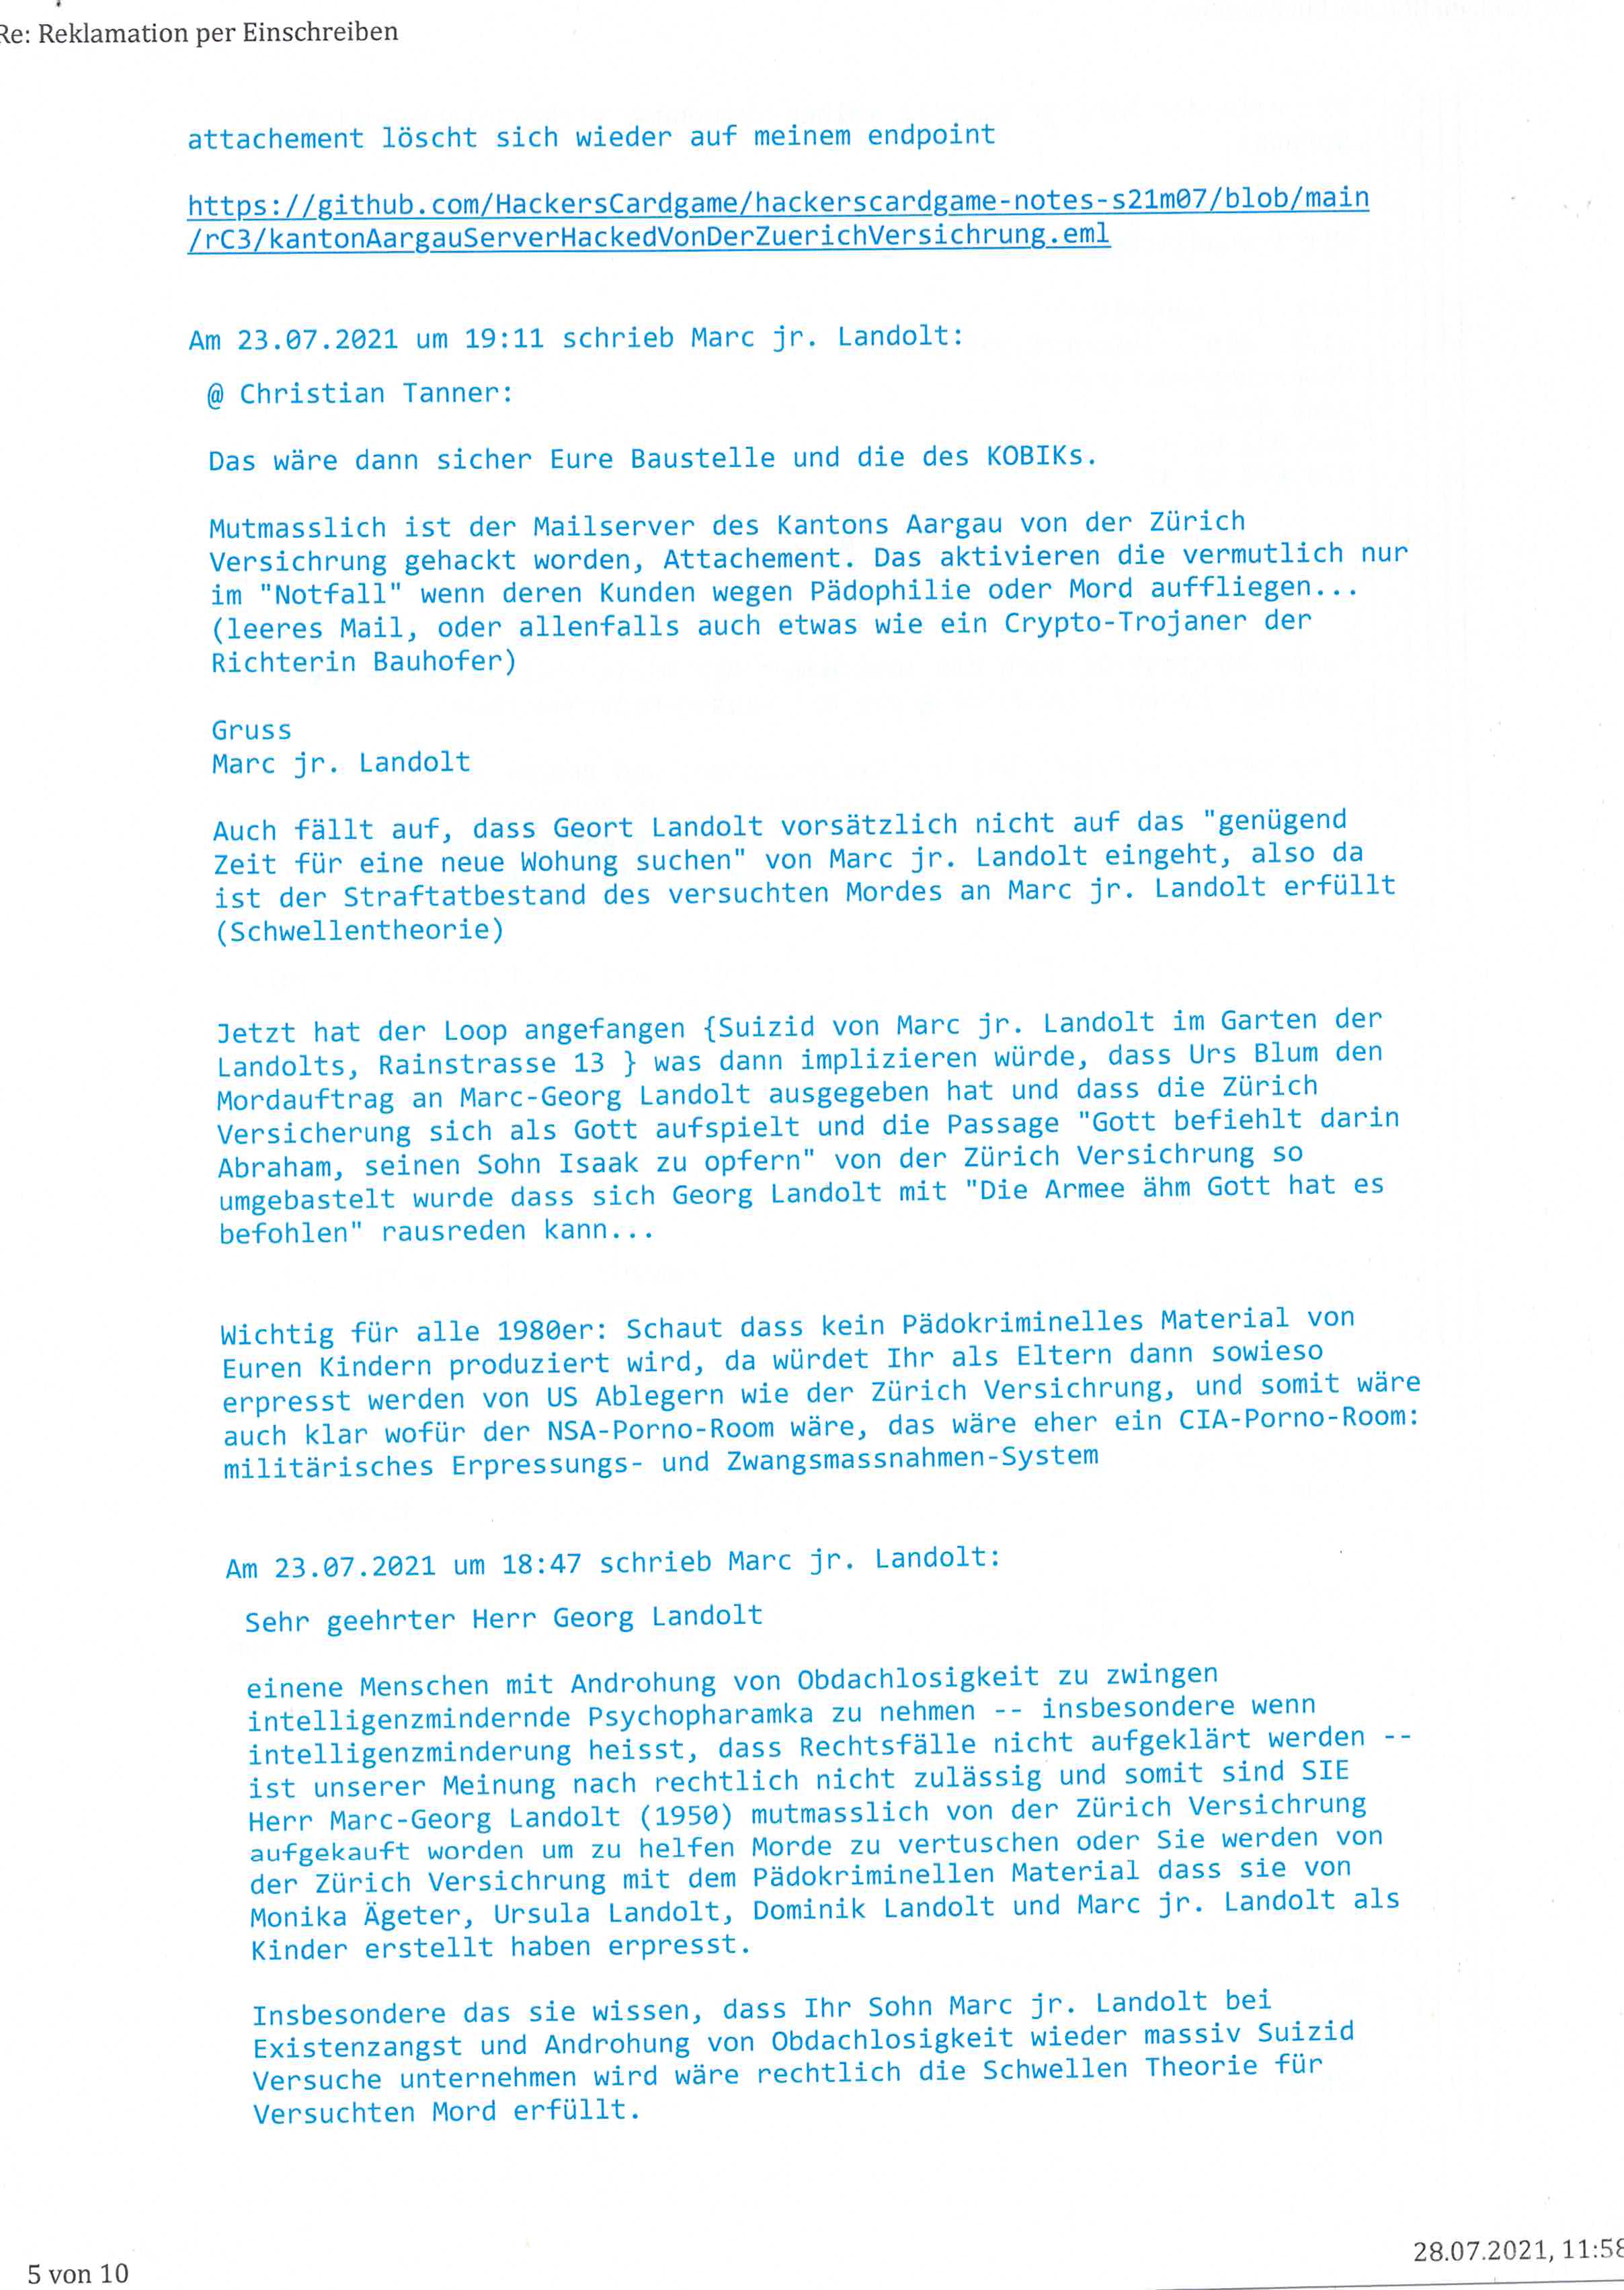 Re: Reklamation per Einschreiben
attachement löscht sich wieder auf meinem endpoint
https://github.com/HackersCardgame/hackerscardgame-notes-s21m07/blob/main
/rC3/kantonAargauServerHackedVonDerZuerichVersichrung.eml
Am 23.07.2021 um 19:11 schrieb Marc jr. Landolt:
@ Christian Tanner:
Das wäre dann sicher Eure Baustelle und die des KOBIKs.
Mutmasslich ist der Mailserver des Kantons Aargau von der Zürich
Versichrung gehackt worden, Attachement. Das aktivieren die vermutlich nur
im "Notfall" wenn deren Kunden wegen Pädophilie oder Mord auffliegen...
(leeres Mail, oder allenfalls auch etwas wie ein Crypto-Trojaner der
Richterin Bauhofer)
Gruss
Marc jr. Landolt
Auch fällt auf, dass Geort Landolt vorsätzlich nicht auf das "genügend
Zeit für eine neue Wohung suchen" von Marc jr. Landolt eingeht, also da
ist der Straftatbestand des versuchten Mordes an Marc jr. Landolt erfüllt
(Schwellentheorie)
Jetzt hat der Loop angefangen {Suizid von Marc jr. Landolt im Garten der
Landolts, Rainstrasse 13 } was dann implizieren würde, dass Urs Blum den
Mordauftrag an Marc-Georg Landolt ausgegeben hat und dass die Zürich
Versicherung sich als Gott aufspielt und die Passage "Gott befiehlt darin
Abraham, seinen Sohn Isaak zu opfern" von der Zürich Versichrung so
umgebastelt wurde dass sich Georg Landolt mit "Die Armee ähm Gott hat es
befohlen" rausreden kann...
Wichtig für alle 1980er: Schaut dass kein Pädokriminelles Material von
Euren Kindern produziert wird, da würdet Ihr als Eltern dann sowieso
erpresst werden von US Ablegern wie der Zürich Versichrung, und somit wäre
auch klar wofür der NSA-Porno-Room wäre, das wäre eher ein CIA-Porno-Room:
militärisches Erpressungs- und Zwangsmassnahmen-System
Am 23.07.2021 um 18:47 schrieb Marc jr. Landolt:
Sehr geehrter Herr Georg Landolt
einene Menschen mit Androhung von Obdachlosigkeit zu zwingen
intelligenzmindernde Psychopharamka zu nehmen -- insbesondere wenn
intelligenzminderung heisst, dass Rechtsfälle nicht aufgeklärt werden --
ist unserer Meinung nach rechtlich nicht zulässig und somit sind SIE
Herr Marc-Georg Landolt (1950) mutmasslich von der Zürich Versichrung
aufgekauft worden um zu helfen Morde zu vertuschen oder Sie werden von
der Zürich Versichrung mit dem Pädokriminellen Material dass sie von
Monika Ägeter, Ursula Landolt, Dominik Landolt und Marc jr. Landolt als
Kinder erstellt haben erpresst.
Insbesondere das sie wissen, dass Ihr Sohn Marc jr. Landolt bei
Existenzangst und Androhung von Obdachlosigkeit wieder massiv Suizid
Versuche unternehmen wird wäre rechtlich die Schwellen Theorie für
Versuchten Mord erfüllt.
5 von 10
28.07.2021, 11:58